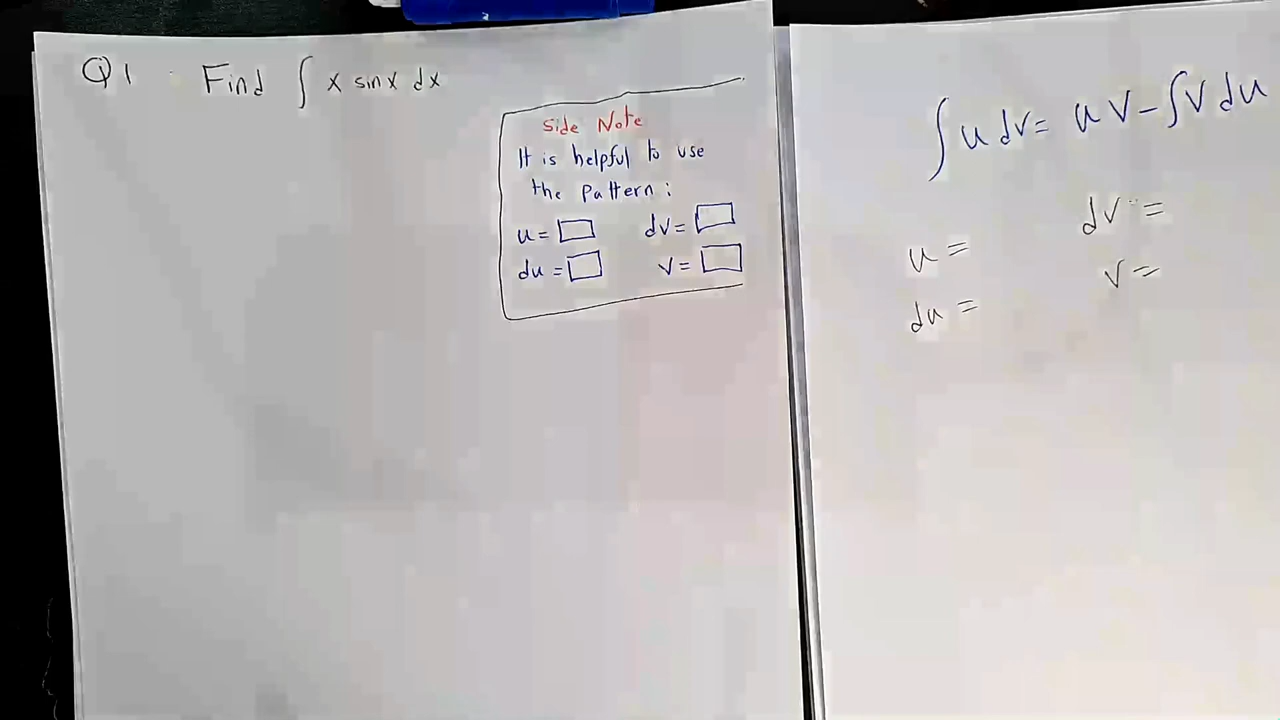 Q1 : Find ∫ x sinx dx
Side Note
It is helpful to use
the pattern :
u = □ dv = □
du = □ v = □
∫ u dv = u v - ∫ v du
u = dv =
du = v =